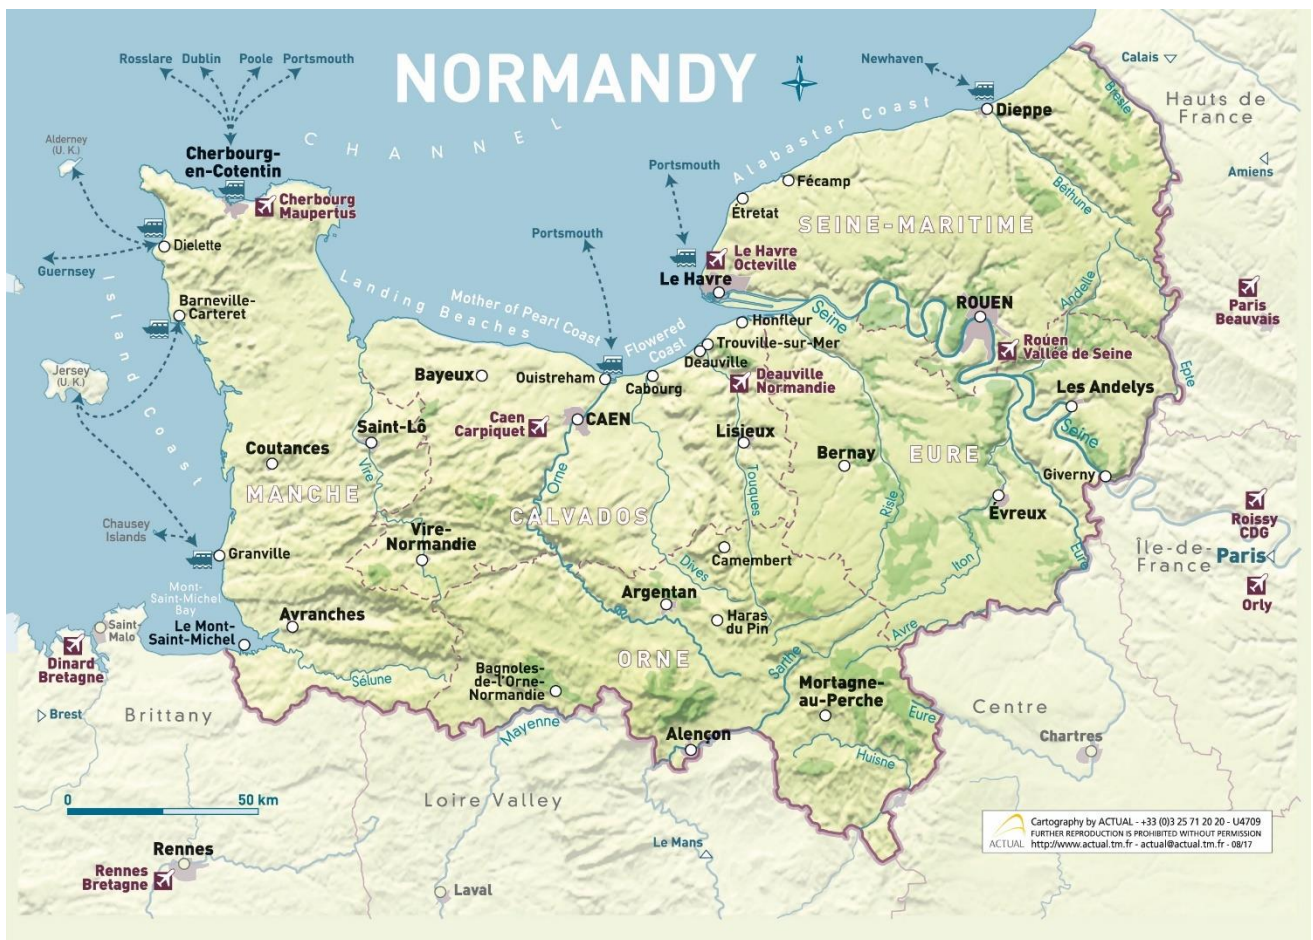 NORMANDY
N
Rosslare
Dublin
Poole
Portsmouth
Newhaven
Calais
Hauts de
France
Amiens
CHANNEL
Alderney
(U. K.)
Cherbourg-
en-Cotentin
Cherbourg
Maupertus
Dielette
Guernsey
Island Coast
Barneville-
Carteret
Jersey
(U. K.)
Landing Beaches
Mother of Pearl Coast
Portsmouth
Flowered
Coast
Portsmouth
Alabaster Coast
Dieppe
Bresle
Béthune
Fécamp
Étretat
SEINE-MARITIME
Le Havre
Octeville
Le Havre
Seine
ROUEN
Andelle
Rouen
Vallée de Seine
Paris
Beauvais
Epte
Honfleur
Trouville-sur-Mer
Deauville
Deauville
Normandie
Bayeux
Ouistreham
Cabourg
Caen
Carpiquet
CAEN
Les Andelys
Seine
Saint-Lô
Vire
Coutances
MANCHE
Lisieux
Bernay
EURE
Giverny
Orne
CALVADOS
Touques
Risle
Évreux
Roissy
CDG
Île-de-
France
Paris
Orly
Chausey
Islands
Granville
Vire-
Normandie
Camembert
Dives
Iton
Eure
Mont-
Saint-Michel
Bay
Saint-
Malo
Le Mont-
Saint-Michel
Avranches
Argentan
Haras
du Pin
Avre
Dinard
Bretagne
Sélune
Bagnoles-
de-l'Orne-
Normandie
ORNE
Sarthe
Mortagne-
au-Perche
Eure
Centre
Chartres
Brest
Brittany
Mayenne
Alençon
Huisne
0
50 km
Loire Valley
Le Mans
Rennes
Rennes
Bretagne
Laval
ACTUAL
Cartography by ACTUAL - +33 (0)3 25 71 20 20 - U4709
FURTHER REPRODUCTION IS PROHIBITED WITHOUT PERMISSION
http://www.actual.tm.fr - actual@actual.tm.fr - 08/17